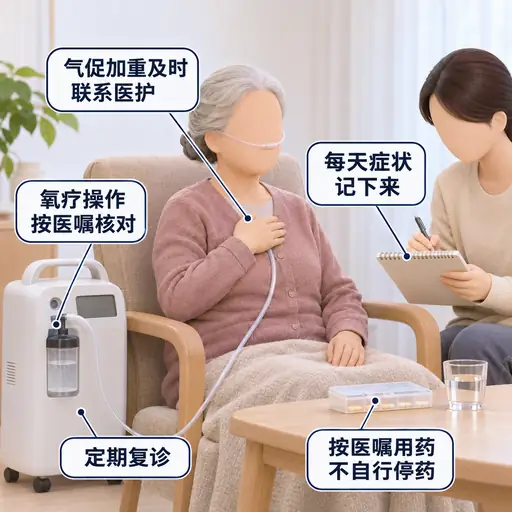 气促加重及时
联系医护
每天症状
记下来
氧疗操作
按医嘱核对
定期复诊
按医嘱用药
不自行停药